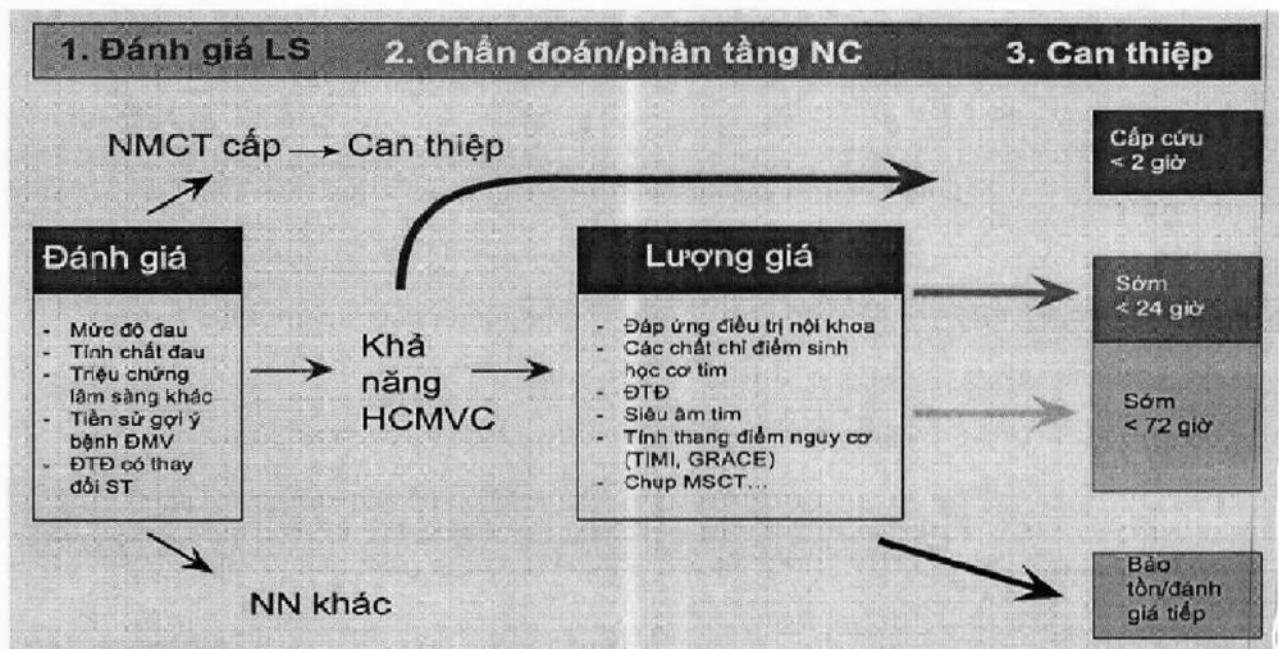 1. Đánh giá LS
2. Chẩn đoán/phân tầng NC
3. Can thiệp
NMCT cấp → Can thiệp
Đánh giá
- Mức độ đau
- Tính chất đau
- Triệu chứng
lâm sàng khác
- Tiền sử gợi ý
bệnh ĐMV
- ĐTĐ có thay
đổi ST
NN khác
Khả
năng
HCMVC
Lượng giá
- Đáp ứng điều trị nội khoa
- Các chất chỉ điểm sinh
học cơ tim
- ĐTĐ
- Siêu âm tim
- Tính thang điểm nguy cơ
(TIMI, GRACE)
- Chụp MSCT...
Cấp cứu
< 2 giờ
Sớm
< 24 giờ
Sớm
< 72 giờ
Bảo
tồn/đánh
giá tiếp